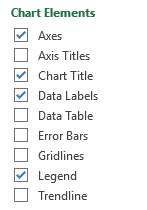 Chart Elements
Axes
Axis Titles
Chart Title
Data Labels
Data Table
Error Bars
Gridlines
Legend
Trendline